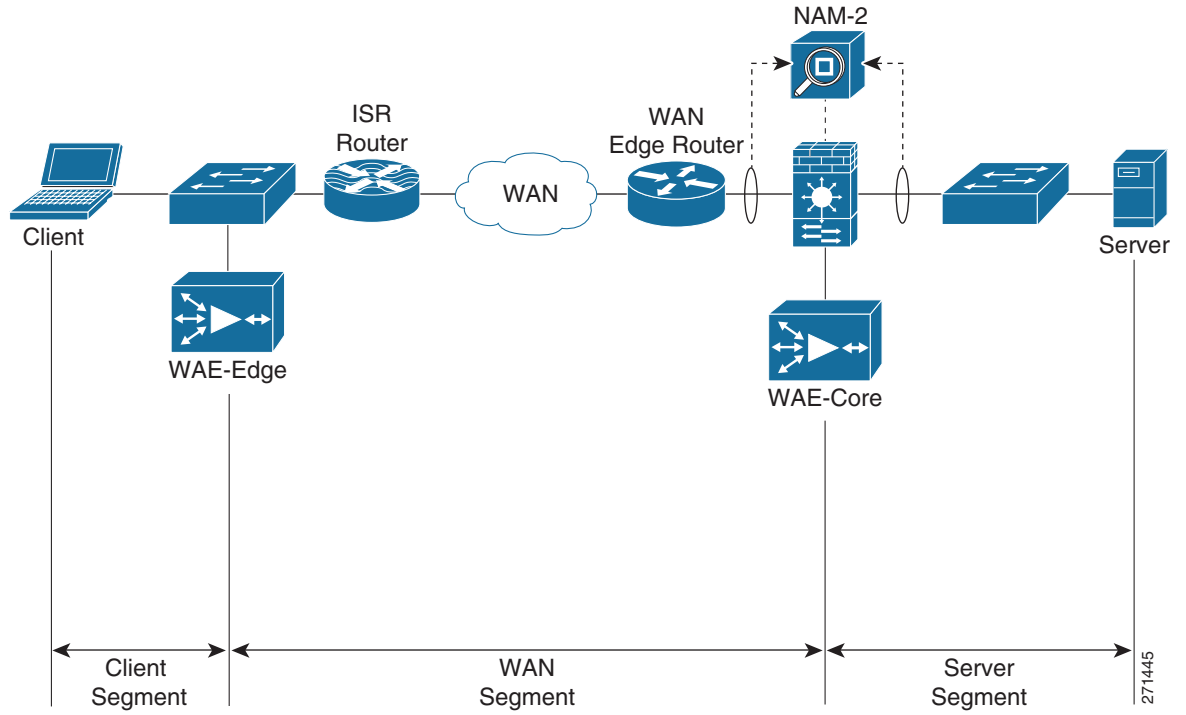 NAM-2
ISR
Router
WAN
Edge Router
WAN
Client
Server
WAE-Edge
WAE-Core
Client
Segment
WAN
Segment
Server
Segment
271445